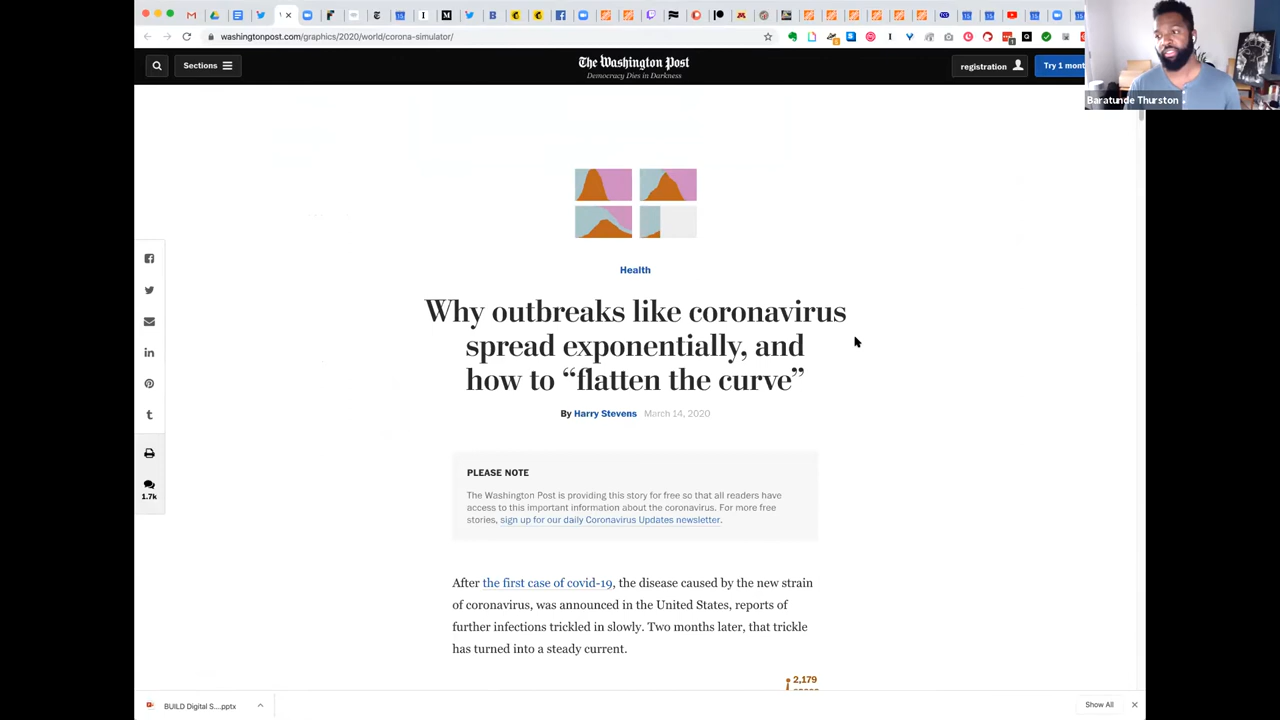 washingtonpost.com/graphics/2020/world/corona-simulator/
Sections
The Washington Post
Democracy Dies in Darkness
registration
Try 1 mont
Baratunde Thurston
Health
Why outbreaks like coronavirus
spread exponentially, and
how to “flatten the curve”
By Harry Stevens March 14, 2020
PLEASE NOTE
The Washington Post is providing this story for free so that all readers have
access to this important information about the coronavirus. For more free
stories, sign up for our daily Coronavirus Updates newsletter.
1.7k
After the first case of covid-19, the disease caused by the new strain
of coronavirus, was announced in the United States, reports of
further infections trickled in slowly. Two months later, that trickle
has turned into a steady current.
2,179
BUILD Digital S....pptx
Show All